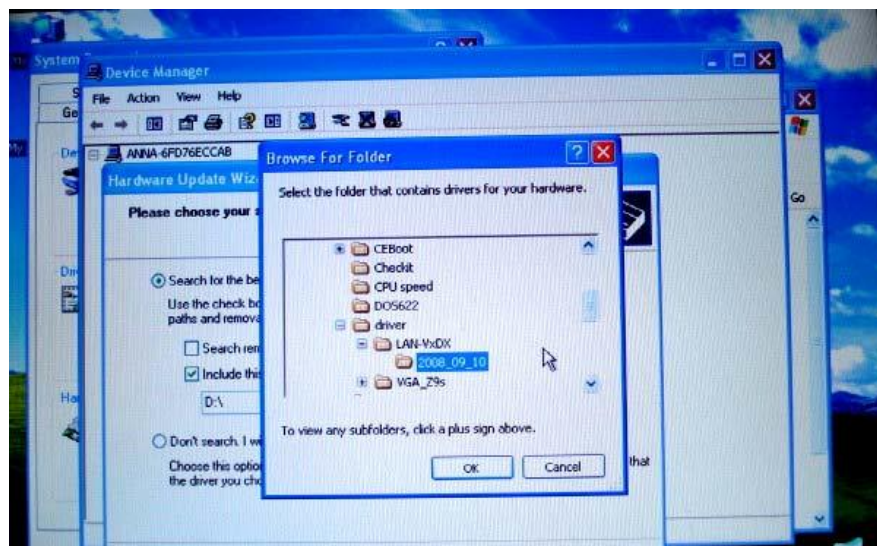 System
Device Manager
File Action View Help
Ge
ANNA-6FD76ECCAB
Browse For Folder
Hardware Update Wiz
Select the folder that contains drivers for your hardware.
Please choose your
Go
CEBoot
Checkit
CPU speed
DOS622
driver
LAN-VxDX
2008_09_10
VGA_Z9s
Search for the be
Use the check bo
paths and remova
Search rem
Include this
D:\
To view any subfolders, click a plus sign above.
Don't search. I wi
Choose this option
that
the driver you cho
OK Cancel